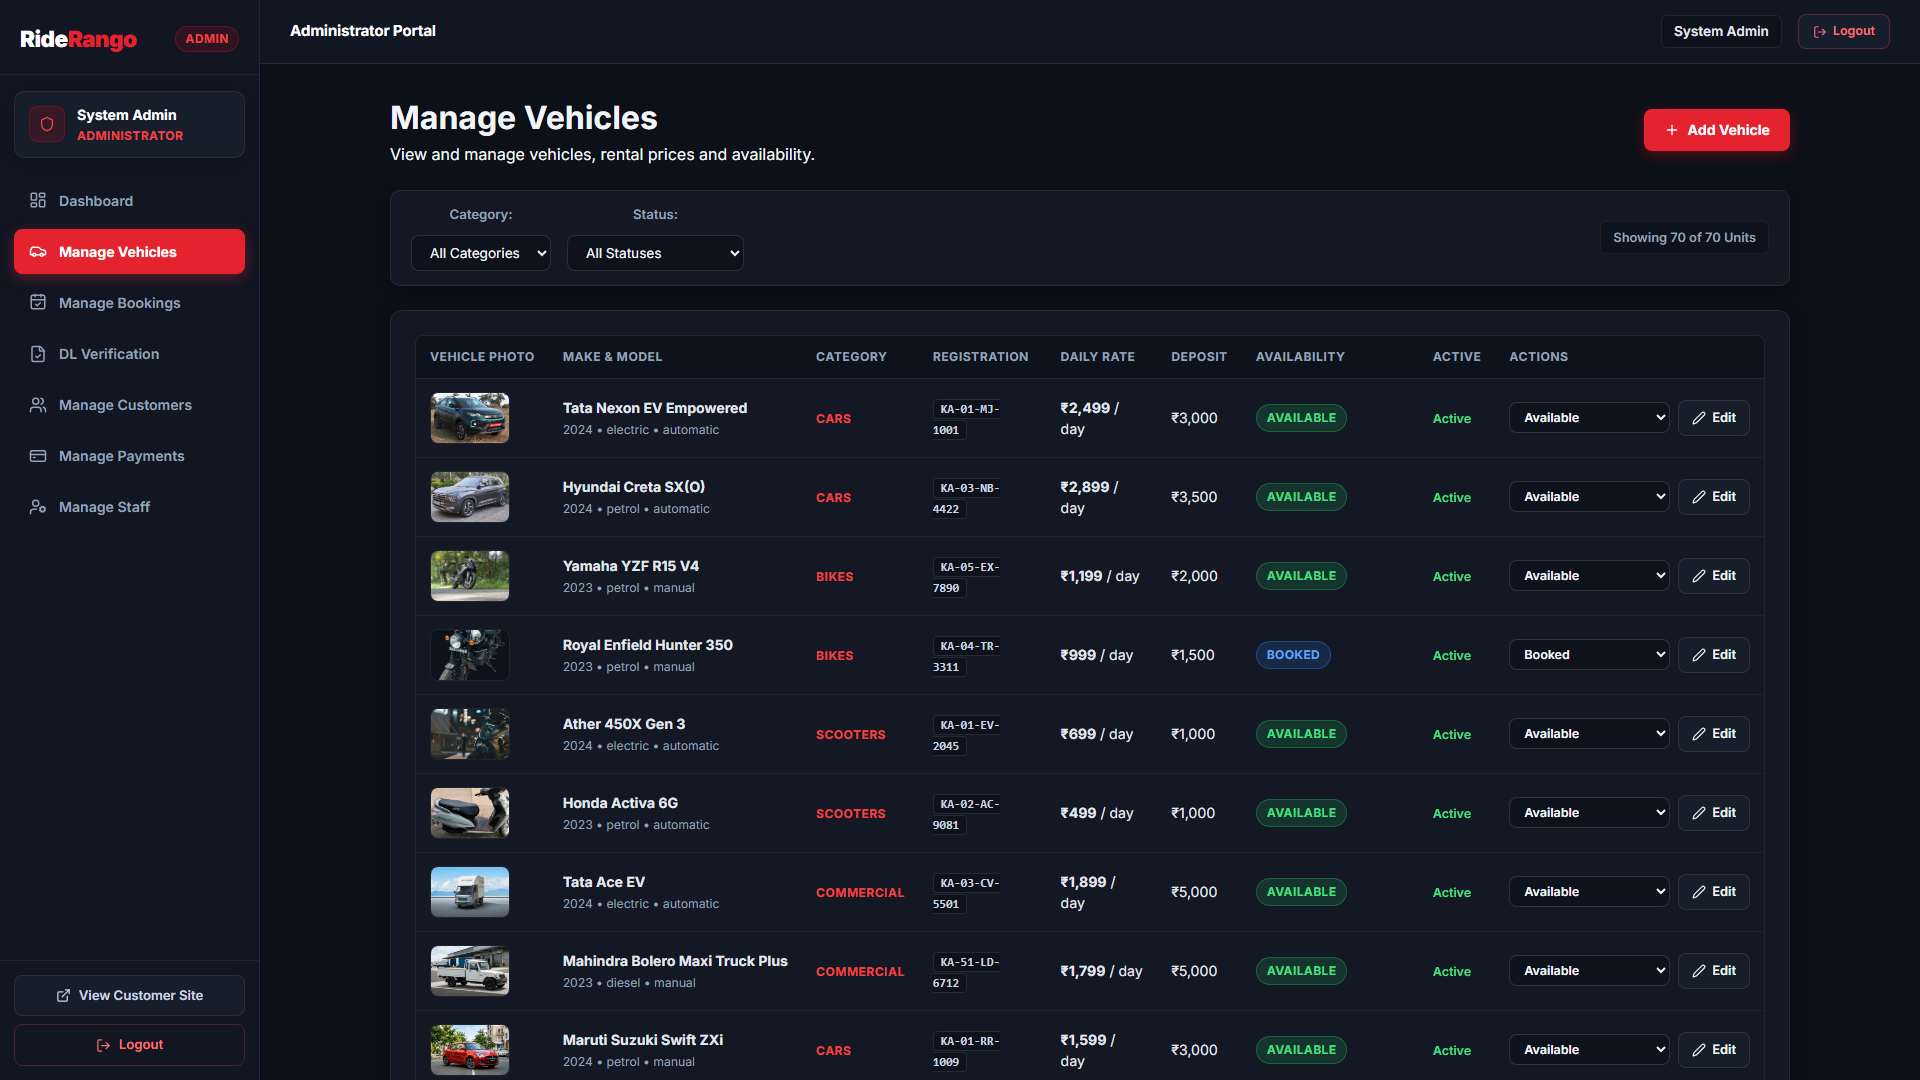 RideRango
ADMIN
System Admin
ADMINISTRATOR
Dashboard
Manage Vehicles
Manage Bookings
DL Verification
Manage Customers
Manage Payments
Manage Staff
View Customer Site
Logout
Administrator Portal
System Admin
Logout
Manage Vehicles
View and manage vehicles, rental prices and availability.
+ Add Vehicle
Category:
Status:
All Categories
All Statuses
Showing 70 of 70 Units
VEHICLE PHOTO MAKE & MODEL CATEGORY REGISTRATION DAILY RATE DEPOSIT AVAILABILITY ACTIVE ACTIONS
Tata Nexon EV Empowered
2024 • electric • automatic
CARS
KA-01-MJ-
1001
₹2,499 /
day
₹3,000
AVAILABLE
Active
Available
Edit
Hyundai Creta SX(O)
2024 • petrol • automatic
CARS
KA-03-NB-
4422
₹2,899 /
day
₹3,500
AVAILABLE
Active
Available
Edit
Yamaha YZF R15 V4
2023 • petrol • manual
BIKES
KA-05-EX-
7890
₹1,199 / day
₹2,000
AVAILABLE
Active
Available
Edit
Royal Enfield Hunter 350
2023 • petrol • manual
BIKES
KA-04-TR-
3311
₹999 / day
₹1,500
BOOKED
Active
Booked
Edit
Ather 450X Gen 3
2024 • electric • automatic
SCOOTERS
KA-01-EV-
2045
₹699 / day
₹1,000
AVAILABLE
Active
Available
Edit
Honda Activa 6G
2023 • petrol • automatic
SCOOTERS
KA-02-AC-
9081
₹499 / day
₹1,000
AVAILABLE
Active
Available
Edit
Tata Ace EV
2024 • electric • automatic
COMMERCIAL
KA-03-CV-
5501
₹1,899 /
day
₹5,000
AVAILABLE
Active
Available
Edit
Mahindra Bolero Maxi Truck Plus
2023 • diesel • manual
COMMERCIAL
KA-51-LD-
6712
₹1,799 / day
₹5,000
AVAILABLE
Active
Available
Edit
Maruti Suzuki Swift ZXi
2024 • petrol • manual
CARS
KA-01-RR-
1009
₹1,599 /
day
₹3,000
AVAILABLE
Active
Available
Edit